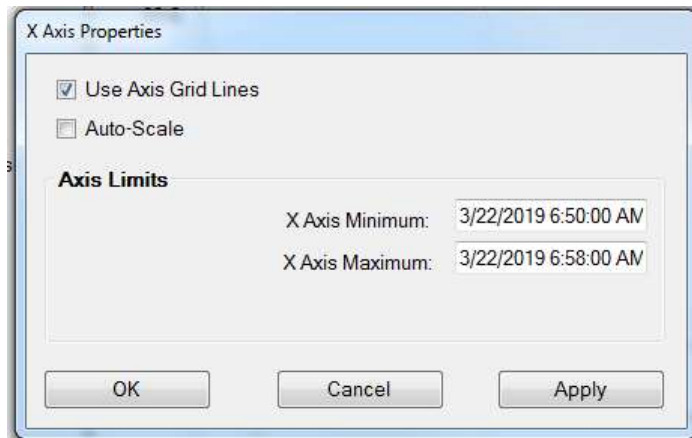 X Axis Properties
Use Axis Grid Lines
Auto-Scale
Axis Limits
X Axis Minimum: 3/22/2019 6:50:00 AM
X Axis Maximum: 3/22/2019 6:58:00 AM
OK Cancel Apply